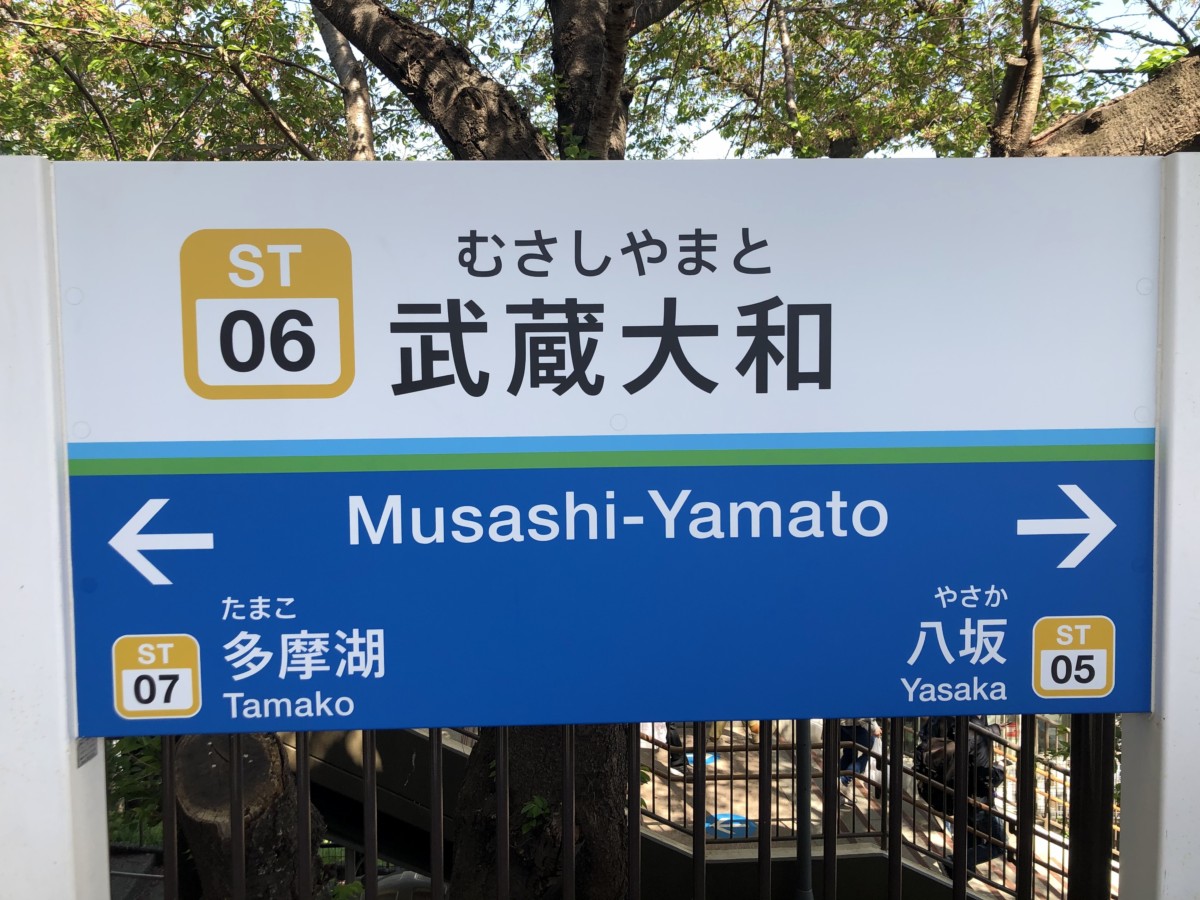 むさしやまと
ST
06
武蔵大和
Musashi-Yamato
たまこ
ST
07
多摩湖
Tamako
やさか
八坂
Yasaka
ST
05